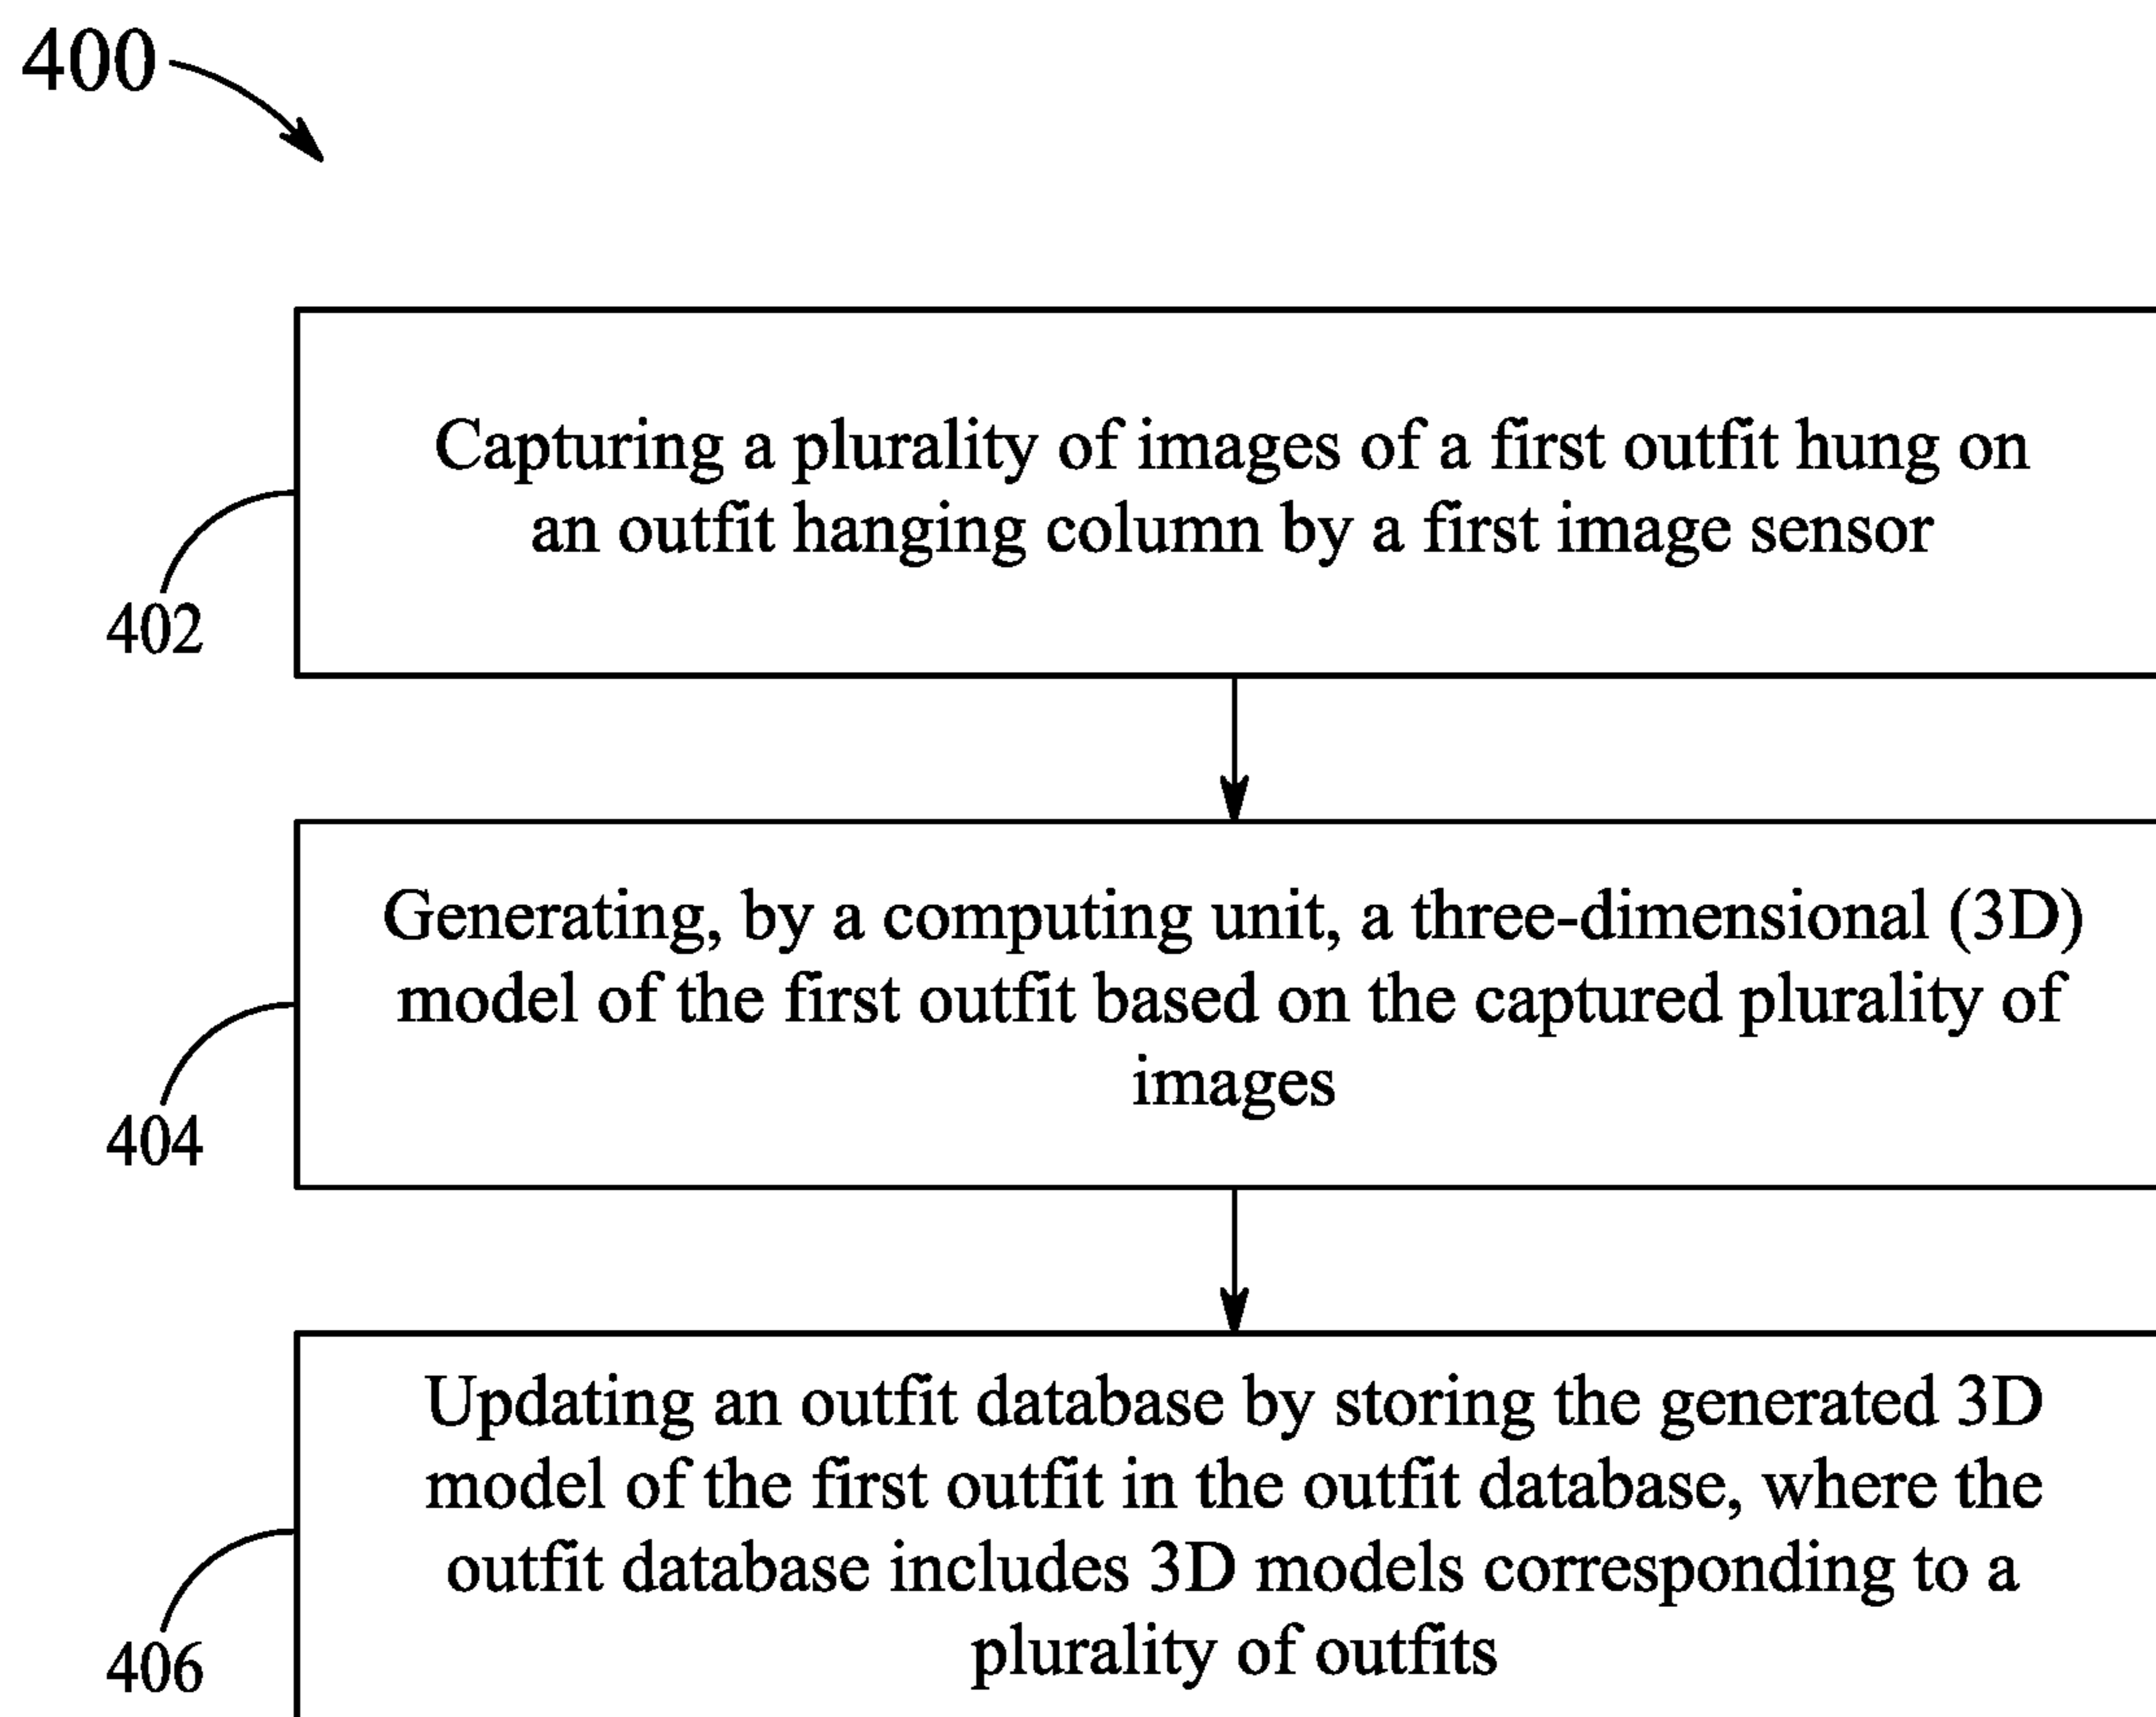 400
Capturing a plurality of images of a first outfit hung on
an outfit hanging column by a first image sensor
402
Generating, by a computing unit, a three-dimensional (3D)
model of the first outfit based on the captured plurality of
images
404
Updating an outfit database by storing the generated 3D
model of the first outfit in the outfit database, where the
outfit database includes 3D models corresponding to a
plurality of outfits
406